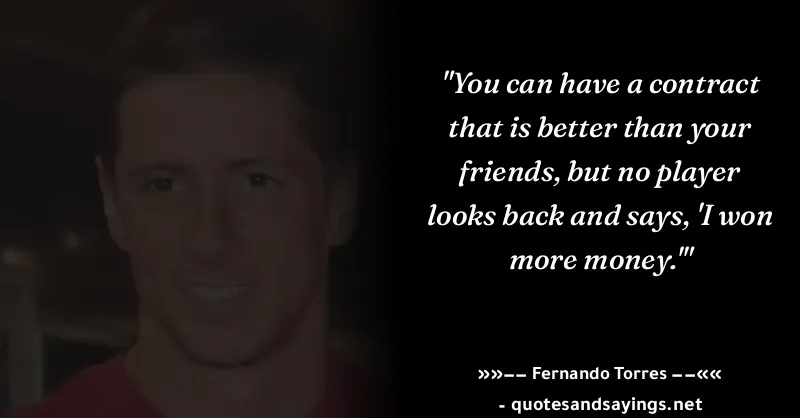 "You can have a contract
that is better than your
friends, but no player
looks back and says, 'I won
more money.'"
»»−− Fernando Torres −−««
- quotesandsayings.net